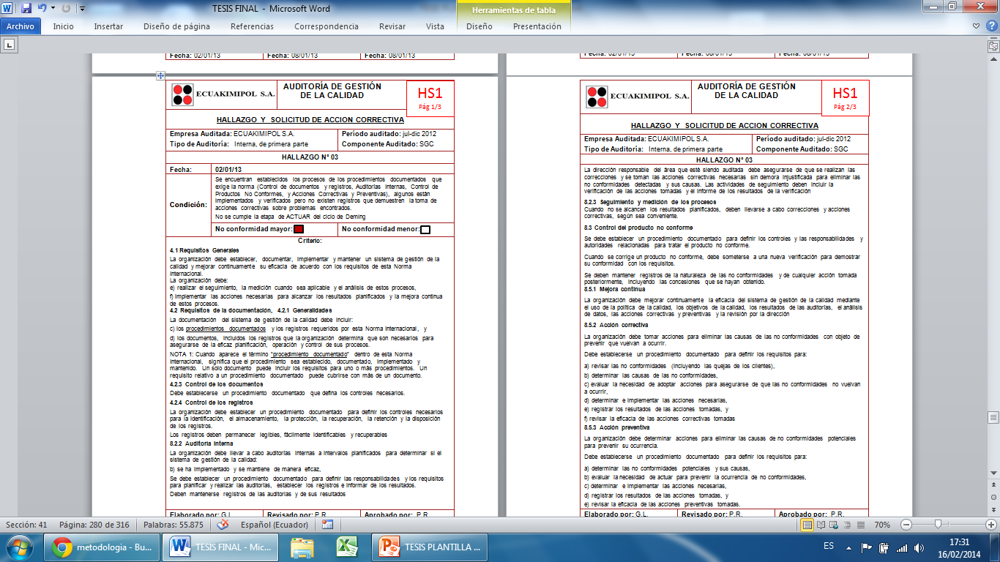 TESIS FINAL - Microsoft Word
Herramientas de tabla
Archivo Inicio Insertar Diseño de página Referencias Correspondencia Revisar Vista Diseño Presentación
Fecha: 02/01/13 Fecha: 08/01/13 Fecha: 08/01/13
ECUAKIMIPOL S.A.
AUDITORÍA DE GESTIÓN
DE LA CALIDAD
HS1
Pág 1/3
HALLAZGO Y SOLICITUD DE ACCION CORRECTIVA
Empresa Auditada: ECUAKIMIPOL S.A. Período auditado: jul-dic 2012
Tipo de Auditoría: Interna, de primera parte Componente Auditado: SGC
HALLAZGO N° 03
Fecha: 02/01/13
Condición:
Se encuentran establecidos los procesos de los procedimientos documentados que
exige la norma (Control de documentos y registros, Auditorías Internas, Control de
Productos No Conformes, y Acciones Correctivas y Preventivas), algunos están
implementados y verificados pero no existen registros que demuestren la toma de
acciones correctivas sobre problemas encontrados.
No se cumple la etapa de ACTUAR del ciclo de Deming
No conformidad mayor: No conformidad menor:
Criterio:
4.1 Requisitos Generales
La organización debe establecer, documentar, implementar y mantener un sistema de gestión de la
calidad y mejorar continuamente su eficacia de acuerdo con los requisitos de esta Norma
Internacional.
La organización debe:
e) realizar el seguimiento, la medición cuando sea aplicable y el análisis de estos procesos,
f) implementar las acciones necesarias para alcanzar los resultados planificados y la mejora continua
de estos procesos.
4.2 Requisitos de la documentación, 4.2.1 Generalidades
La documentación del sistema de gestión de la calidad debe incluir:
c) los procedimientos documentados y los registros requeridos por esta Norma Internacional, y
d) los documentos, incluidos los registros que la organización determina que son necesarios para
asegurarse de la eficaz planificación, operación y control de sus procesos.
NOTA 1: Cuando aparece el término "procedimiento documentado" dentro de esta Norma
Internacional, significa que el procedimiento sea establecido, documentado, implementado y
mantenido. Un solo documento puede incluir los requisitos para uno o más procedimientos. Un
requisito relativo a un procedimiento documentado puede cubrirse con más de un documento.
4.2.3 Control de los documentos
Debe establecerse un procedimiento documentado que defina los controles necesarios.
4.2.4 Control de los registros
La organización debe establecer un procedimiento documentado para definir los controles necesarios
para la identificación, el almacenamiento, la protección, la recuperación, la retención y la disposición
de los registros.
Los registros deben permanecer legibles, fácilmente identificables y recuperables
8.2.2 Auditoría interna
La organización debe llevar a cabo auditorías internas a intervalos planificados para determinar si el
sistema de gestión de la calidad:
b) se ha implementado y se mantiene de manera eficaz,
Se debe establecer un procedimiento documentado para definir las responsabilidades y los requisitos
para planificar y realizar las auditorías, establecer los registros e informar de los resultados.
Deben mantenerse registros de las auditorías y de sus resultados
Elaborado por: G.L. Revisado por: P.R. Aprobado por: P.R.
Fecha: 02/01/13 Fecha: 08/01/13 Fecha: 08/01/13
ECUAKIMIPOL S.A.
AUDITORÍA DE GESTIÓN
DE LA CALIDAD
HS1
Pág 2/3
HALLAZGO Y SOLICITUD DE ACCION CORRECTIVA
Empresa Auditada: ECUAKIMIPOL S.A. Período auditado: jul-dic 2012
Tipo de Auditoría: Interna, de primera parte Componente Auditado: SGC
HALLAZGO N° 03
La dirección responsable del área que esté siendo auditada debe asegurarse de que se realizan las
correcciones y se toman las acciones correctivas necesarias sin demora injustificada para eliminar las
no conformidades detectadas y sus causas. Las actividades de seguimiento deben incluir la
verificación de las acciones tomadas y el informe de los resultados de la verificación
8.2.3 Seguimiento y medición de los procesos
Cuando no se alcancen los resultados planificados, deben llevarse a cabo correcciones y acciones
correctivas, según sea conveniente.
8.3 Control del producto no conforme
Se debe establecer un procedimiento documentado para definir los controles y las responsabilidades y
autoridades relacionadas para tratar el producto no conforme.
Cuando se corrige un producto no conforme, debe someterse a una nueva verificación para demostrar
su conformidad con los requisitos.
Se deben mantener registros de la naturaleza de las no conformidades y de cualquier acción tomada
posteriormente, incluyendo las concesiones que se hayan obtenido.
8.5.1 Mejora continua
La organización debe mejorar continuamente la eficacia del sistema de gestión de la calidad mediante
el uso de la política de la calidad, los objetivos de la calidad, los resultados de las auditorías, el análisis
de datos, las acciones correctivas y preventivas y la revisión por la dirección
8.5.2 Acción correctiva
La organización debe tomar acciones para eliminar las causas de las no conformidades con objeto de
prevenir que vuelvan a ocurrir.
Debe establecerse un procedimiento documentado para definir los requisitos para:
a) revisar las no conformidades (incluyendo las quejas de los clientes),
b) determinar las causas de las no conformidades,
c) evaluar la necesidad de adoptar acciones para asegurarse de que las no conformidades no vuelvan
a ocurrir,
d) determinar e implementar las acciones necesarias,
e) registrar los resultados de las acciones tomadas, y
f) revisar la eficacia de las acciones correctivas tomadas
8.5.3 Acción preventiva
La organización debe determinar acciones para eliminar las causas de no conformidades potenciales
para prevenir su ocurrencia.
Debe establecerse un procedimiento documentado para definir los requisitos para:
a) determinar las no conformidades potenciales y sus causas,
b) evaluar la necesidad de actuar para prevenir la ocurrencia de no conformidades,
c) determinar e implementar las acciones necesarias,
d) registrar los resultados de las acciones tomadas, y
e) revisar la eficacia de las acciones preventivas tomadas.
Elaborado por: G.L. Revisado por: P.R. Aprobado por: P.R.
Sección: 41 Página: 280 de 316 Palabras: 55.875 Español (Ecuador) 70%
metodologia - Bu... TESIS FINAL - Mic... TESIS PLANTILLA ... ES 17:31
16/02/2014